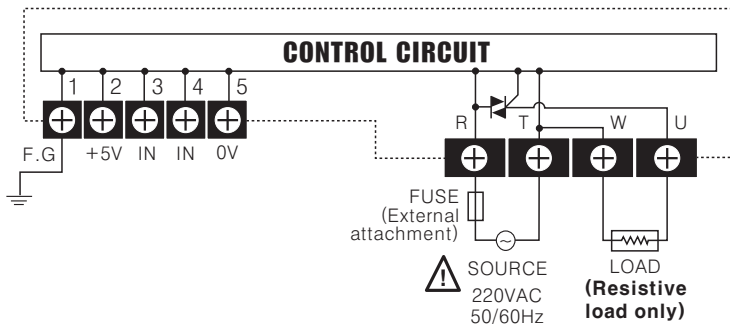 CONTROL CIRCUIT
1 2 3 4 5
F.G +5V IN IN 0V
R T W U
FUSE
(External
attachment)
SOURCE
220VAC
50/60Hz
LOAD
(Resistive
load only)